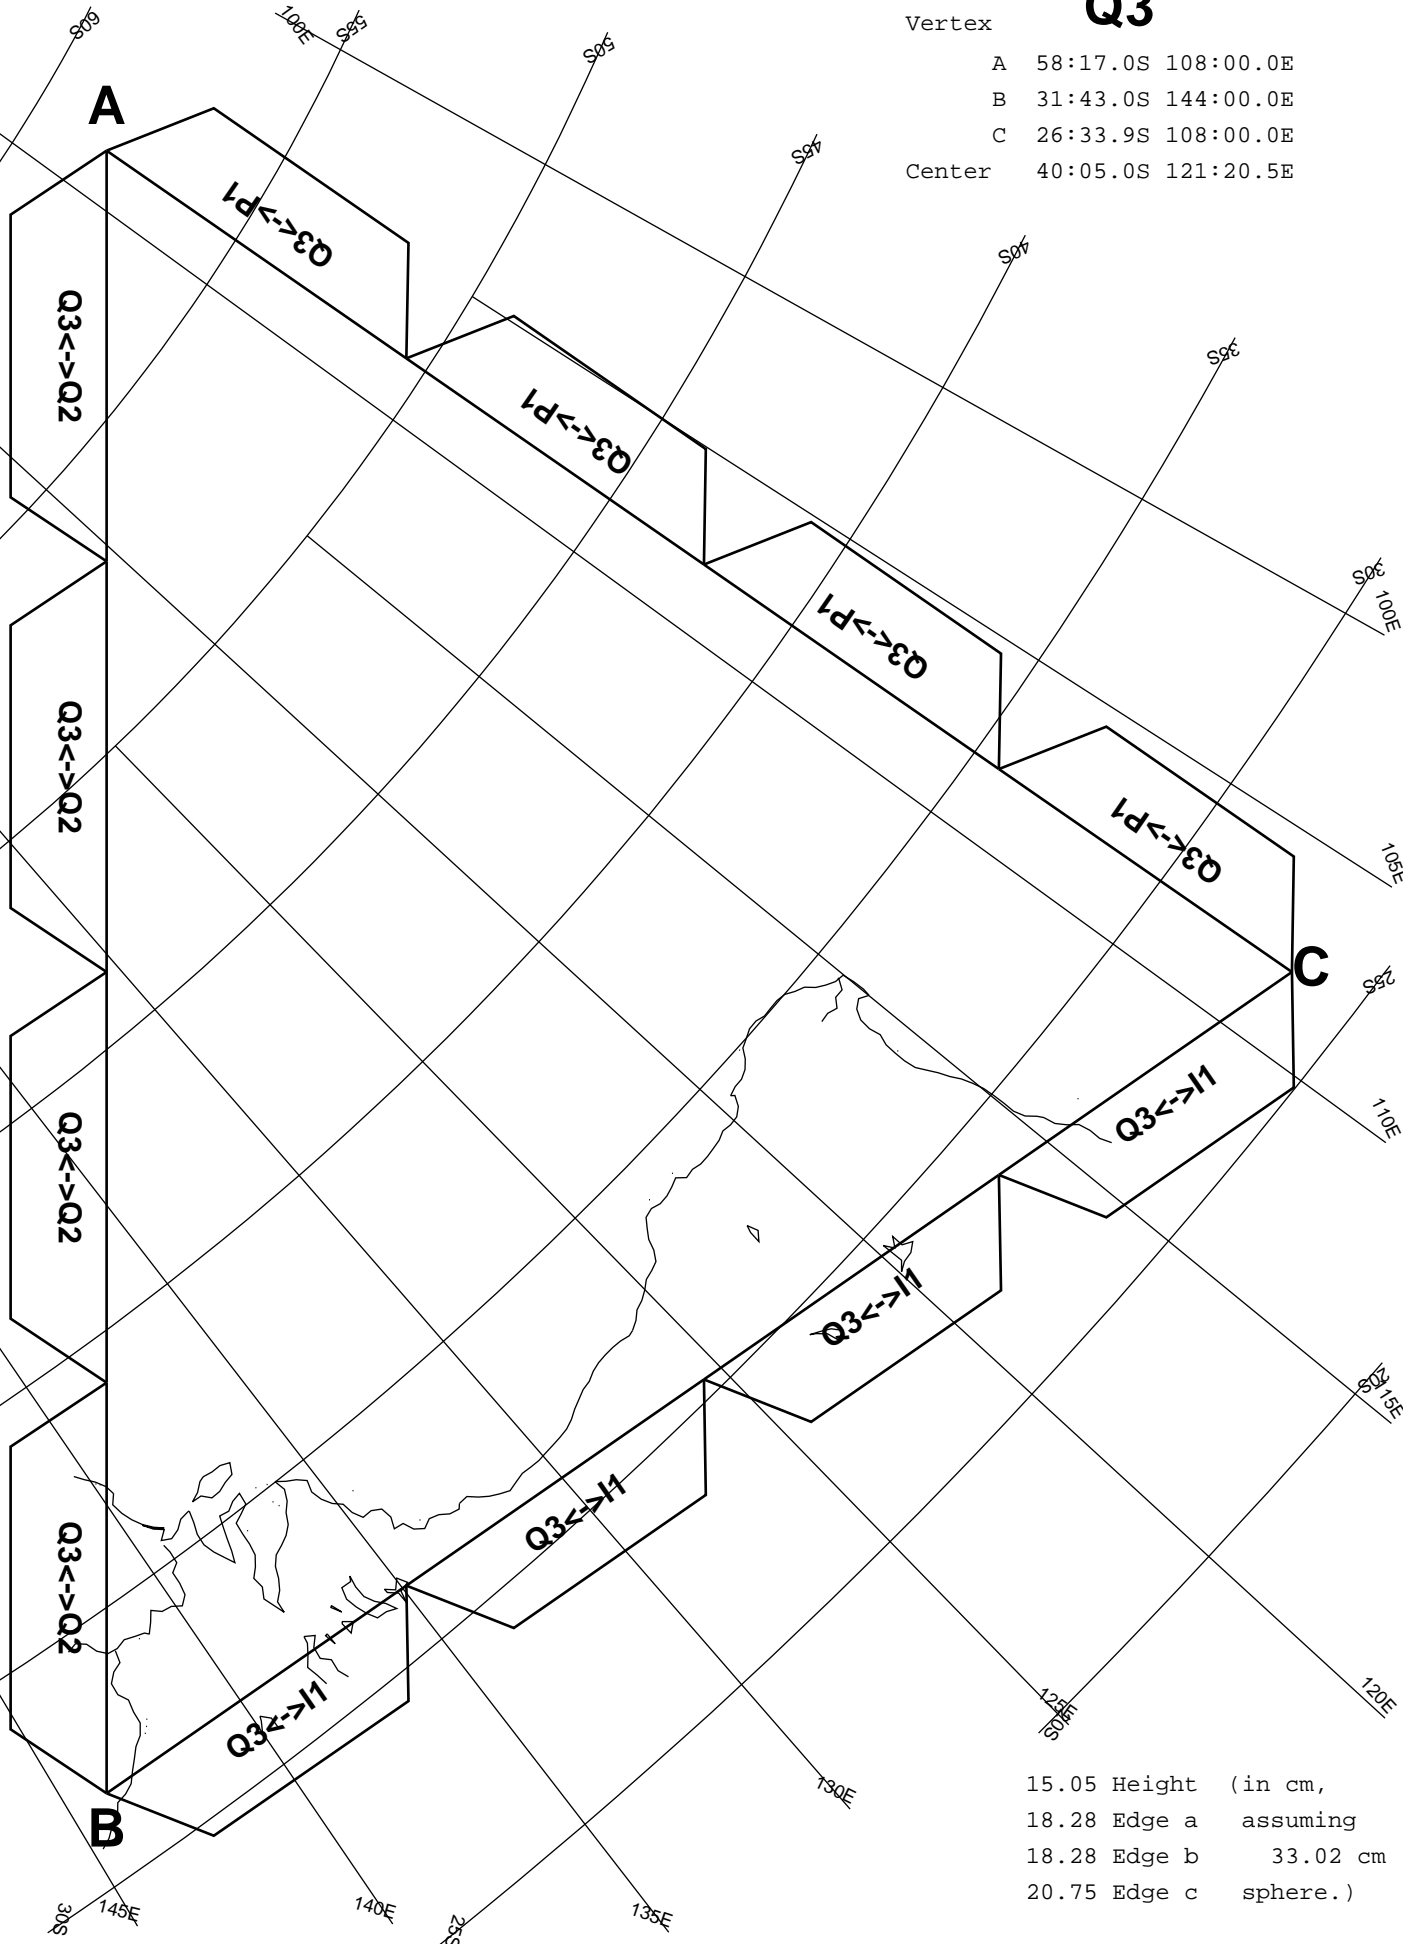 Q3
Vertex
A 58:17.0S 108:00.0E
B 31:43.0S 144:00.0E
C 26:33.9S 108:00.0E
Center 40:05.0S 121:20.5E
60S
100E
55S
50S
45S
40S
35S
30S
100E
105E
25S
110E
20S
115E
120E
125E
20S
130E
135E
25S
140E
145E
30S
A
B
C
Q3<->P1
Q3<->P1
Q3<->P1
Q3<->P1
Q3<->Q2
Q3<->Q2
Q3<->Q2
Q3<->Q2
Q3<->I1
Q3<->I1
Q3<->I1
Q3<->I1
15.05 Height (in cm,
18.28 Edge a assuming
18.28 Edge b 33.02 cm
20.75 Edge c sphere.)